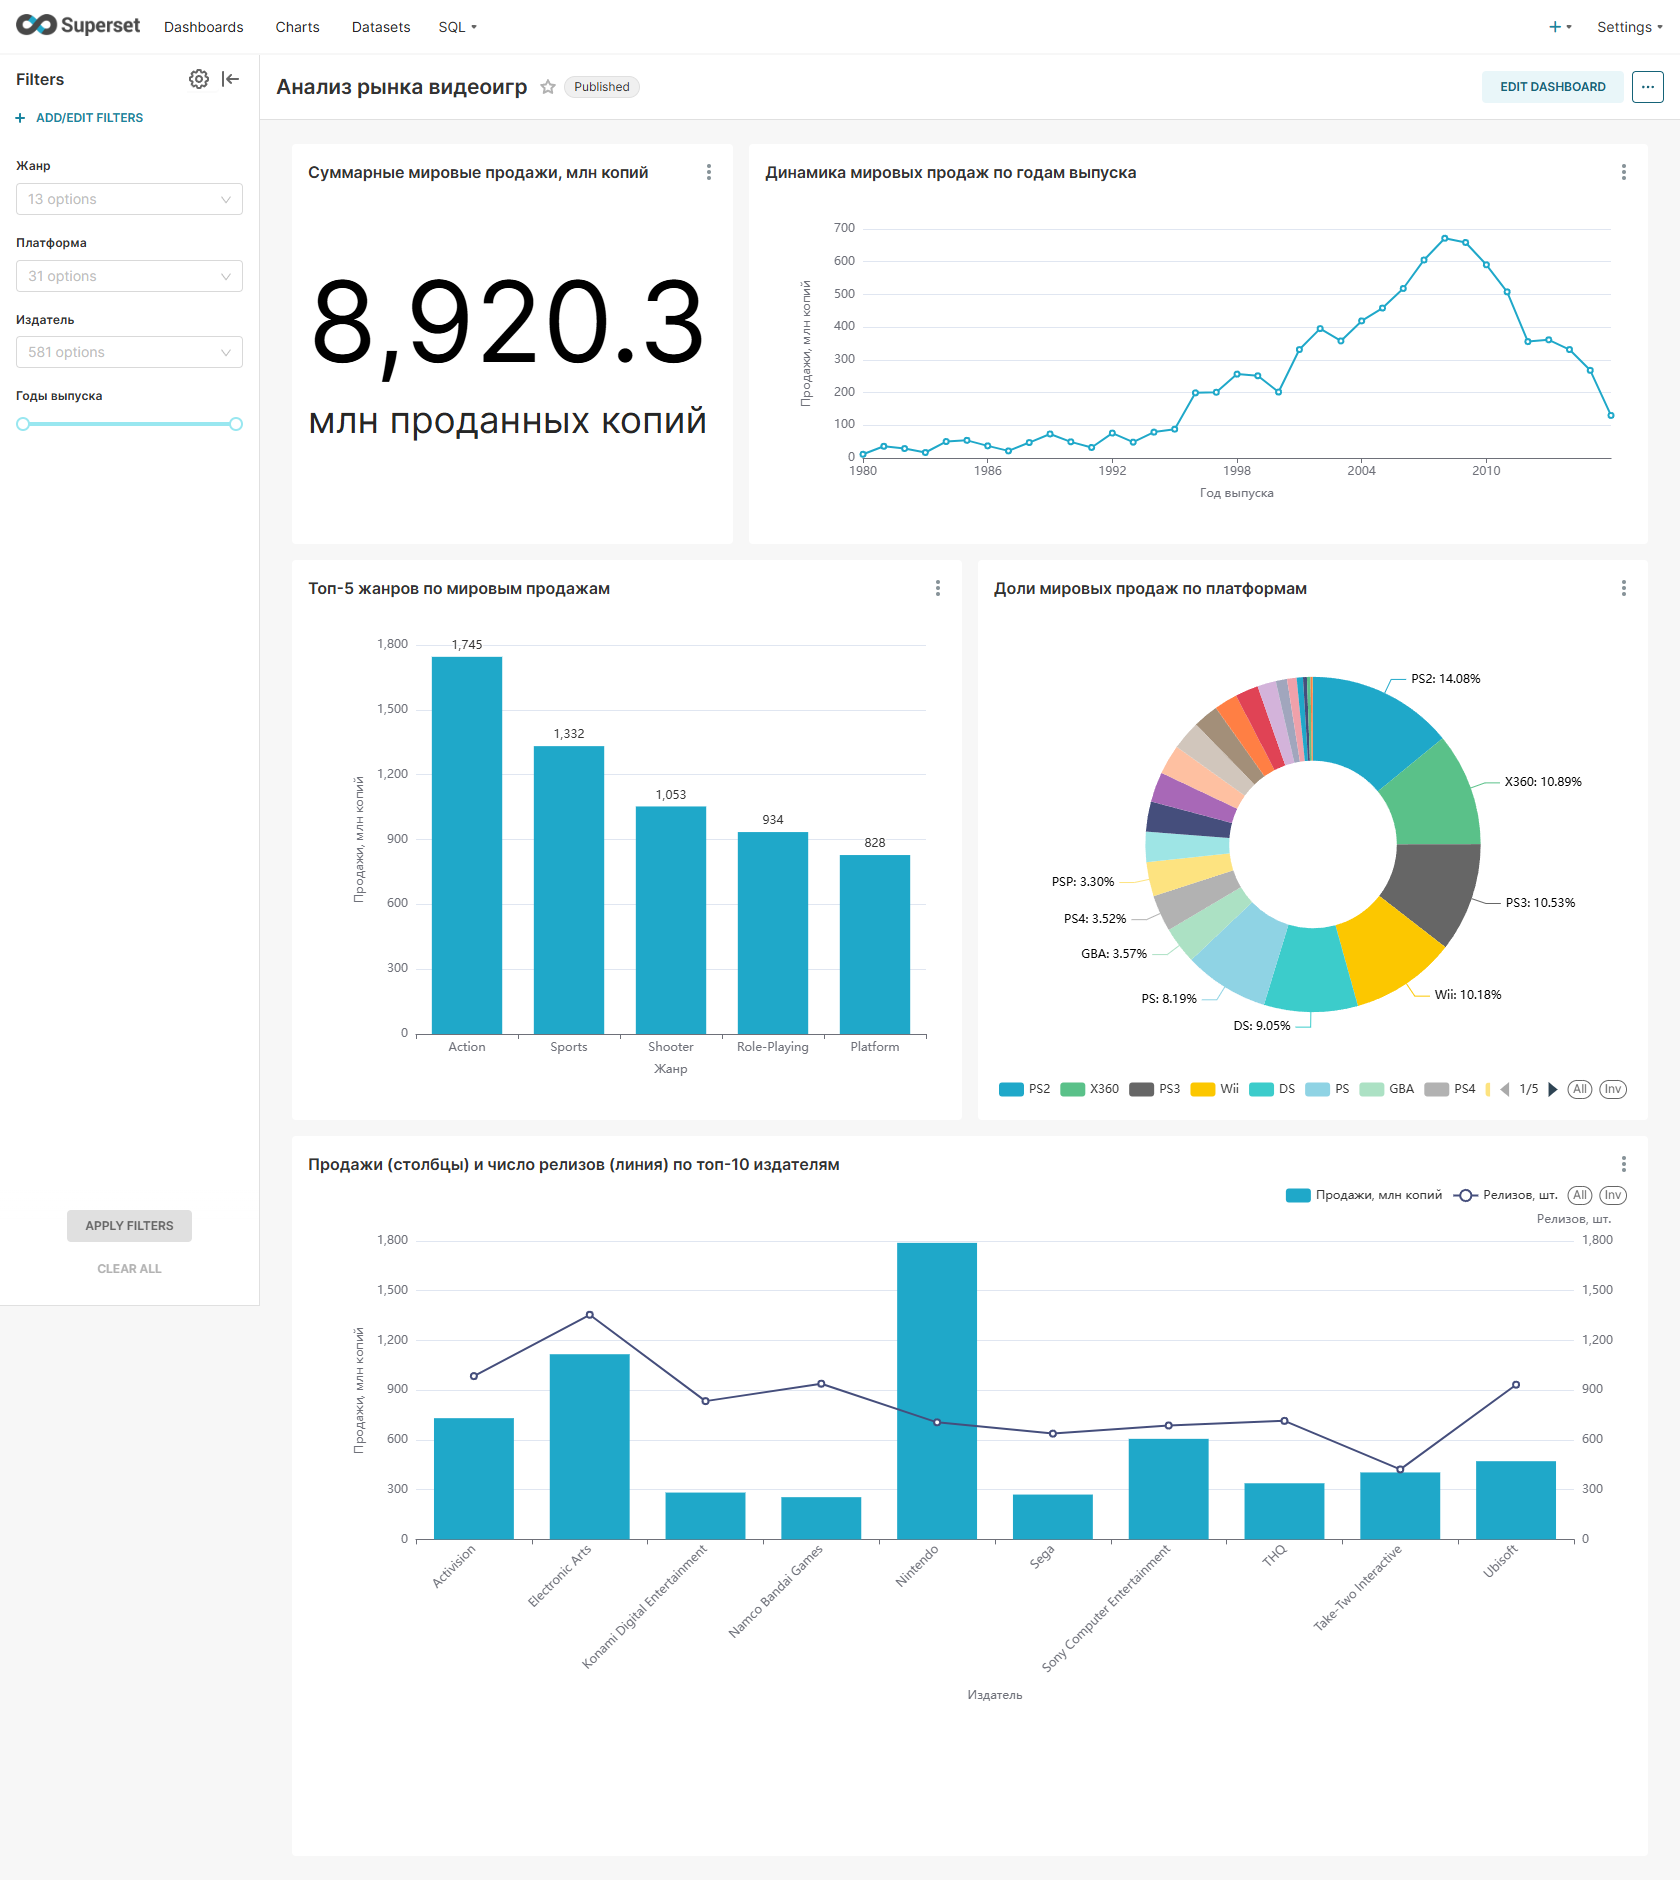 Superset
Dashboards
Charts
Datasets
SQL
+
Settings
Filters
+ ADD/EDIT FILTERS
Жанр
13 options
Платформа
31 options
Издатель
581 options
Годы выпуска
APPLY FILTERS
CLEAR ALL
Анализ рынка видеоигр
Published
EDIT DASHBOARD
...
Суммарные мировые продажи, млн копий
8,920.3
млн проданных копий
Динамика мировых продаж по годам выпуска
Продажи, млн копий
700
600
500
400
300
200
100
0
1980 1986 1992 1998 2004 2010
Год выпуска
Топ-5 жанров по мировым продажам
Продажи, млн копий
1,800
1,500
1,200
900
600
300
0
1,745
1,332
1,053
934
828
Action Sports Shooter Role-Playing Platform
Жанр
Доли мировых продаж по платформам
PS2: 14.08%
X360: 10.89%
PS3: 10.53%
Wii: 10.18%
DS: 9.05%
PS: 8.19%
GBA: 3.57%
PS4: 3.52%
PSP: 3.30%
PS2 X360 PS3 Wii DS PS GBA PS4 1/5 All Inv
Продажи (столбцы) и число релизов (линия) по топ-10 издателям
Продажи, млн копий Релизов, шт. All Inv
Релизов, шт.
Продажи, млн копий
1,800
1,500
1,200
900
600
300
0
1,800
1,500
1,200
900
600
300
0
Activision
Electronic Arts
Konami Digital Entertainment
Namco Bandai Games
Nintendo
Sega
Sony Computer Entertainment
THQ
Take-Two Interactive
Ubisoft
Издатель